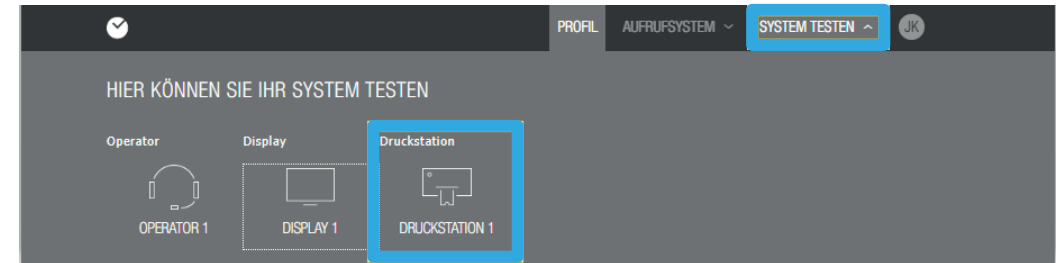 PROFIL AUFRUFSYSTEM SYSTEM TESTEN JK
HIER KÖNNEN SIE IHR SYSTEM TESTEN
Operator Display Druckstation
OPERATOR 1 DISPLAY 1 DRUCKSTATION 1